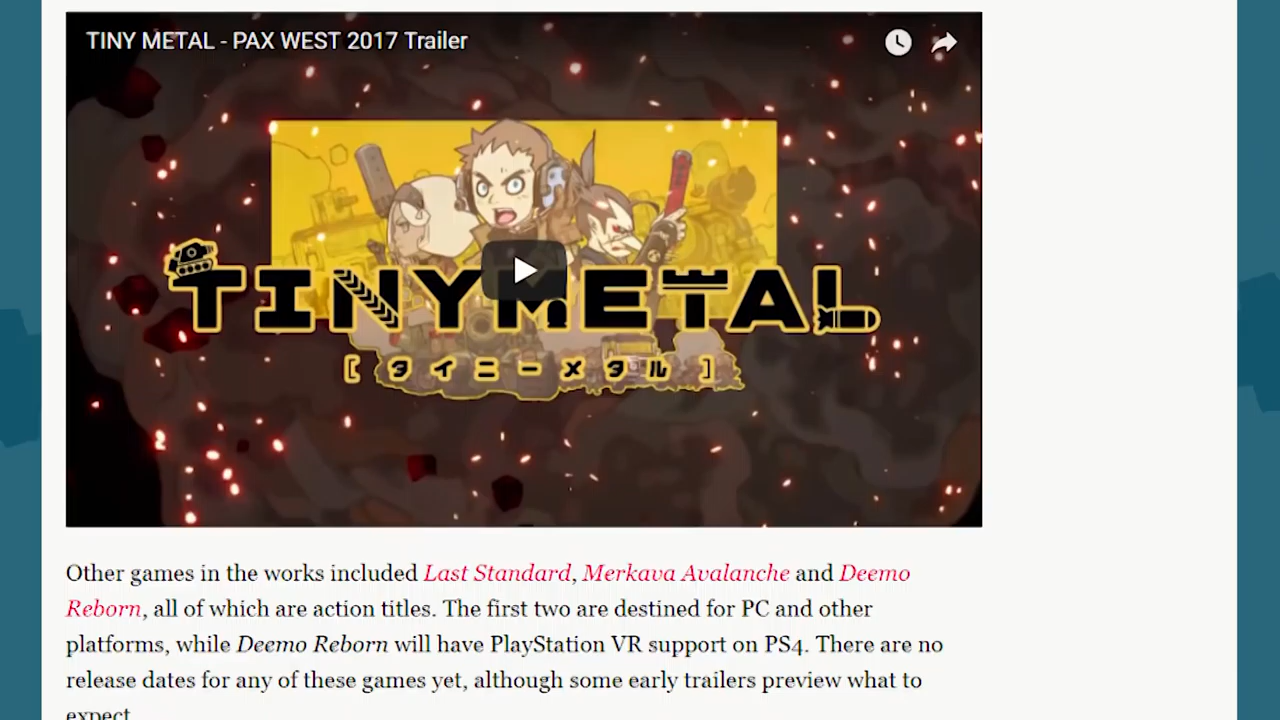 TINY METAL - PAX WEST 2017 Trailer
TINY METAL
[タイニーメタル]
Other games in the works included Last Standard, Merkava Avalanche and Deemo
Reborn, all of which are action titles. The first two are destined for PC and other
platforms, while Deemo Reborn will have PlayStation VR support on PS4. There are no
release dates for any of these games yet, although some early trailers preview what to
expect.